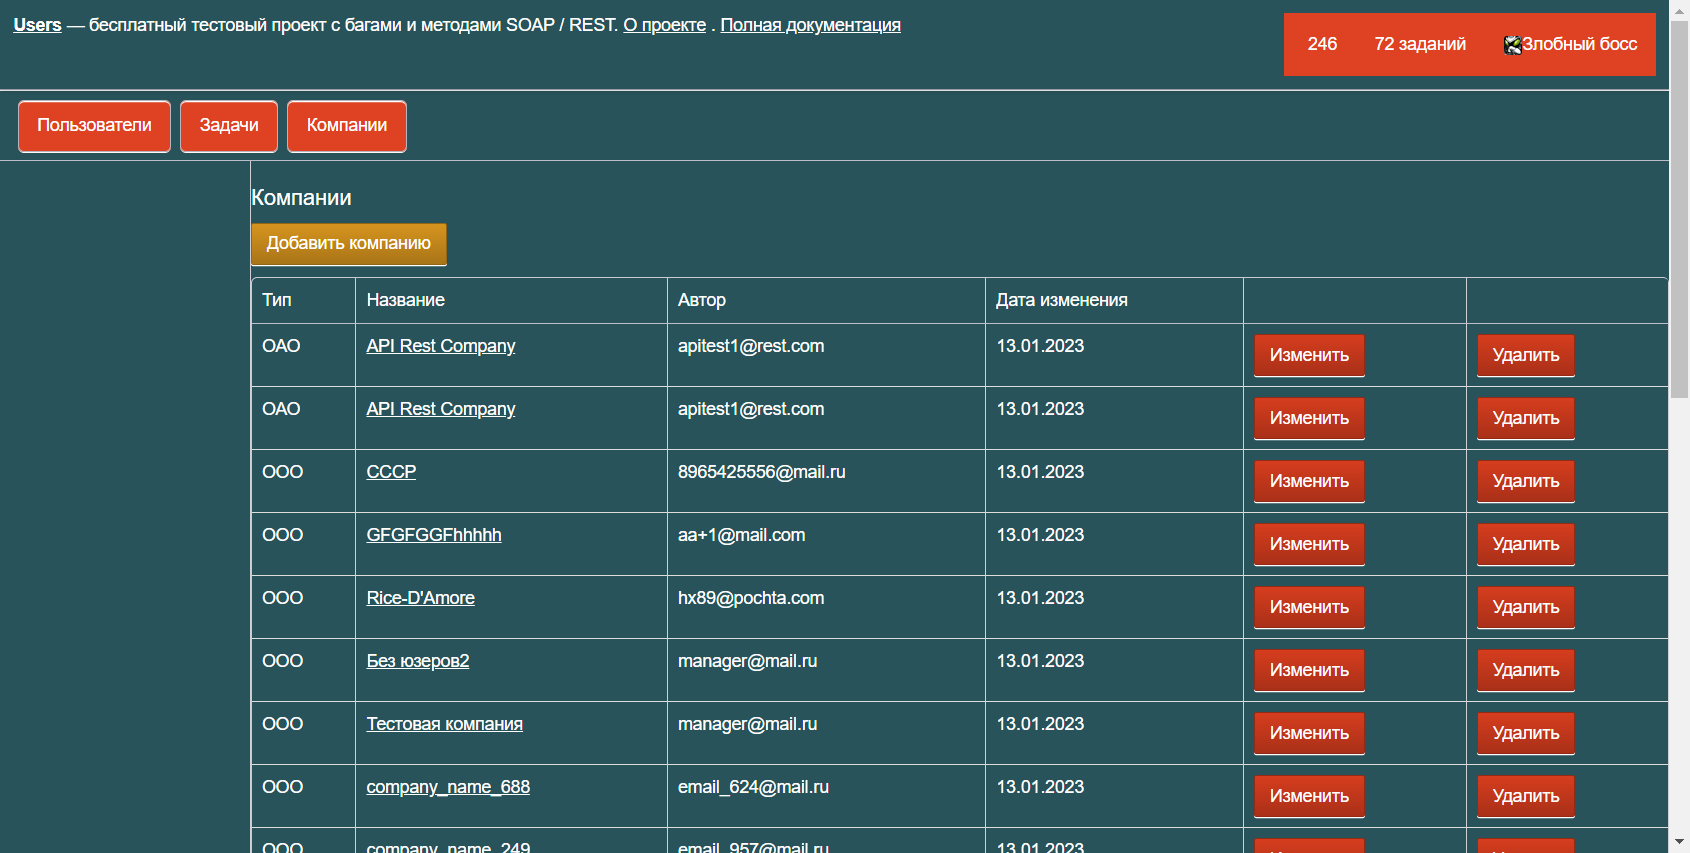 Users — бесплатный тестовый проект с багами и методами SOAP / REST. О проекте . Полная документация
246 72 заданий Злобный босс
Пользователи Задачи Компании
Компании
Добавить компанию
Тип Название Автор Дата изменения
ОАО API Rest Company apitest1@rest.com 13.01.2023 Изменить Удалить
ОАО API Rest Company apitest1@rest.com 13.01.2023 Изменить Удалить
ООО СССР 8965425556@mail.ru 13.01.2023 Изменить Удалить
ООО GFGFGGFhhhhh aa+1@mail.com 13.01.2023 Изменить Удалить
ООО Rice-D'Amore hx89@pochta.com 13.01.2023 Изменить Удалить
ООО Без юзеров2 manager@mail.ru 13.01.2023 Изменить Удалить
ООО Тестовая компания manager@mail.ru 13.01.2023 Изменить Удалить
ООО company_name_688 email_624@mail.ru 13.01.2023 Изменить Удалить
ООО company_name_249 email_957@mail.ru 13.01.2023